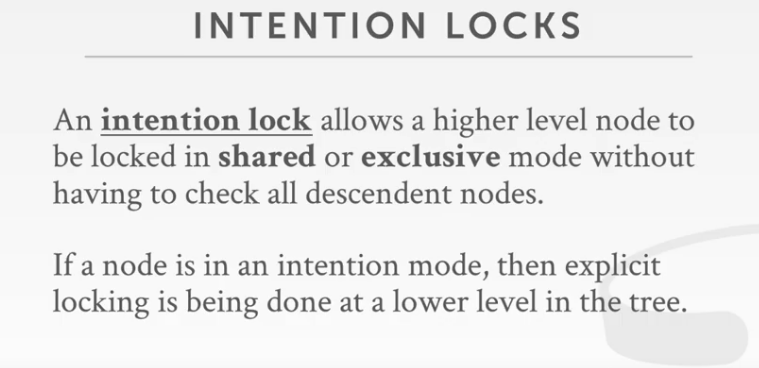 INTENTION LOCKS
An intention lock allows a higher level node to
be locked in shared or exclusive mode without
having to check all descendent nodes.
If a node is in an intention mode, then explicit
locking is being done at a lower level in the tree.